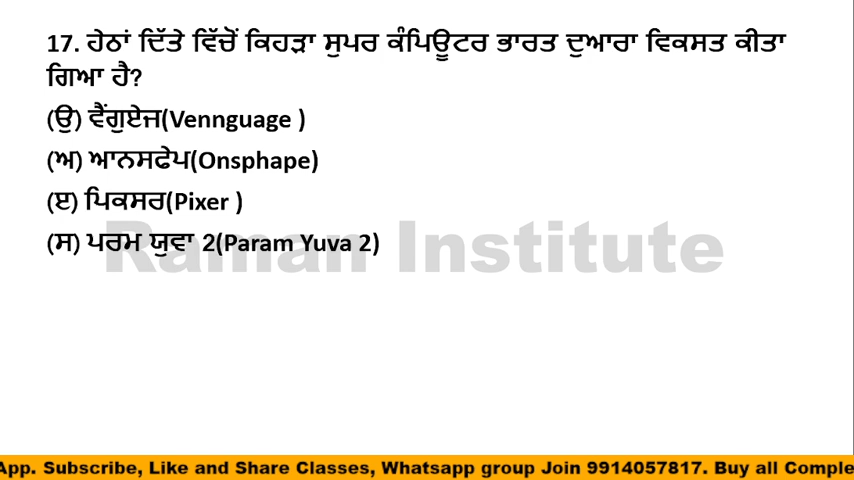 17. ਹੇਠਾਂ ਦਿੱਤੇ ਵਿੱਚੋਂ ਕਿਹੜਾ ਸੁਪਰ ਕੰਪਿਊਟਰ ਭਾਰਤ ਦੁਆਰਾ ਵਿਕਸਤ ਕੀਤਾ
ਗਿਆ ਹੈ?
(ੳ) ਵੈਂਗੁਏਜ(Vennguage )
(ਅ) ਆਨਸਫੇਪ(Onsphape)
(ੲ) ਪਿਕਸਰ(Pixer )
(ਸ) ਪਰਮ ਯੁਵਾ 2(Param Yuva 2)
Raman Institute
App. Subscribe, Like and Share Classes, Whatsapp group Join 9914057817. Buy all Comple